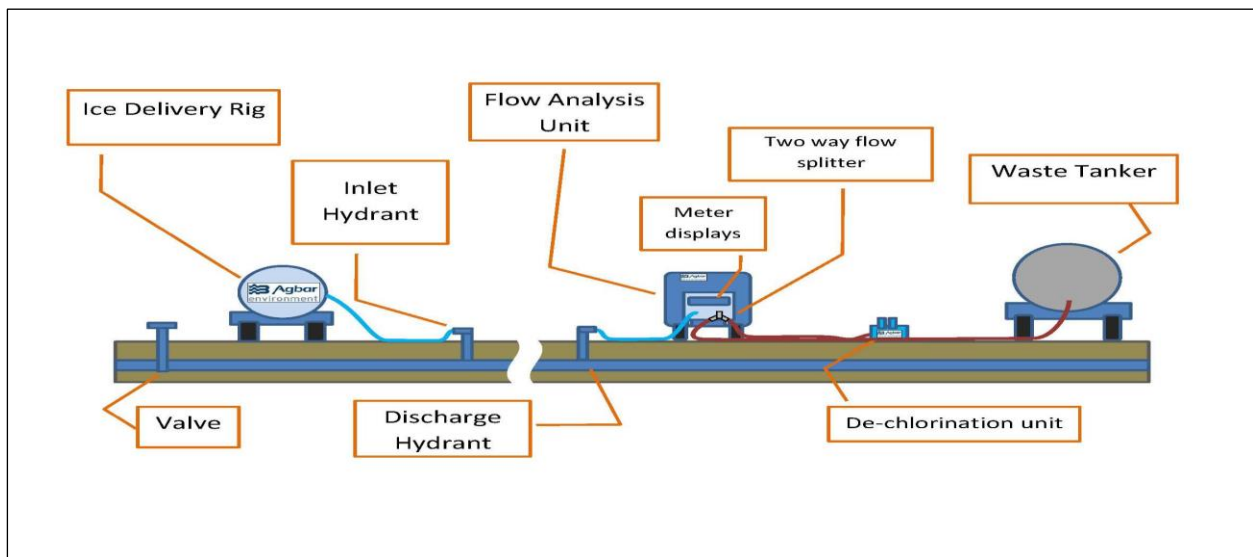 Ice Delivery Rig
Flow Analysis
Unit
Two way flow
splitter
Waste Tanker
Inlet
Hydrant
Meter
displays
Agbar
environment
Valve
Discharge
Hydrant
De-chlorination unit